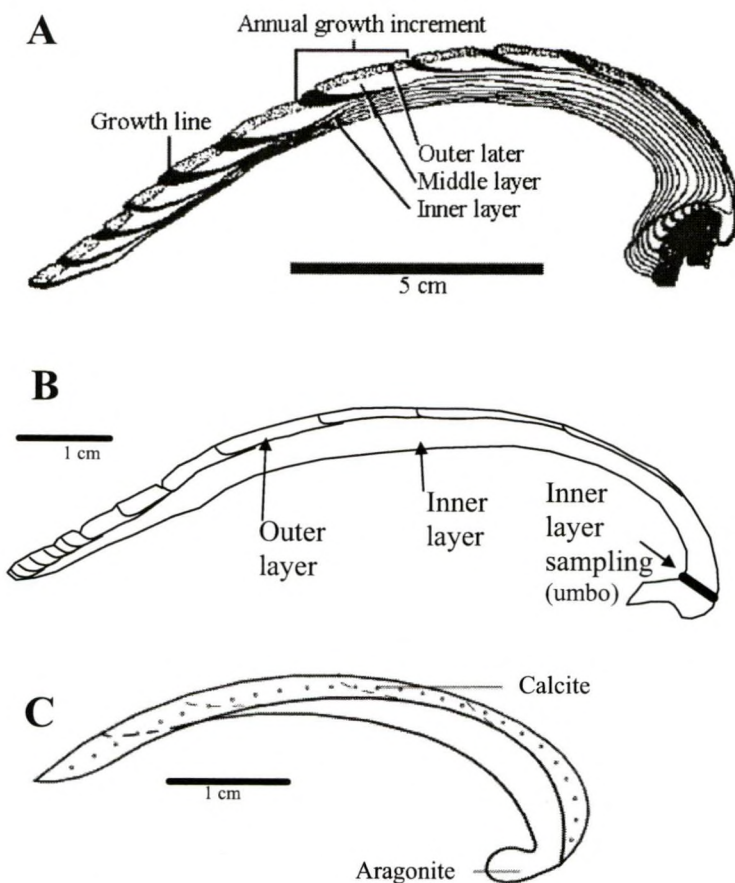 A
Annual growth increment
Growth line
Outer later
Middle layer
Inner layer
5 cm
B
1 cm
Outer
layer
Inner
layer
Inner
layer
sampling
(umbo)
C
Calcite
1 cm
Aragonite